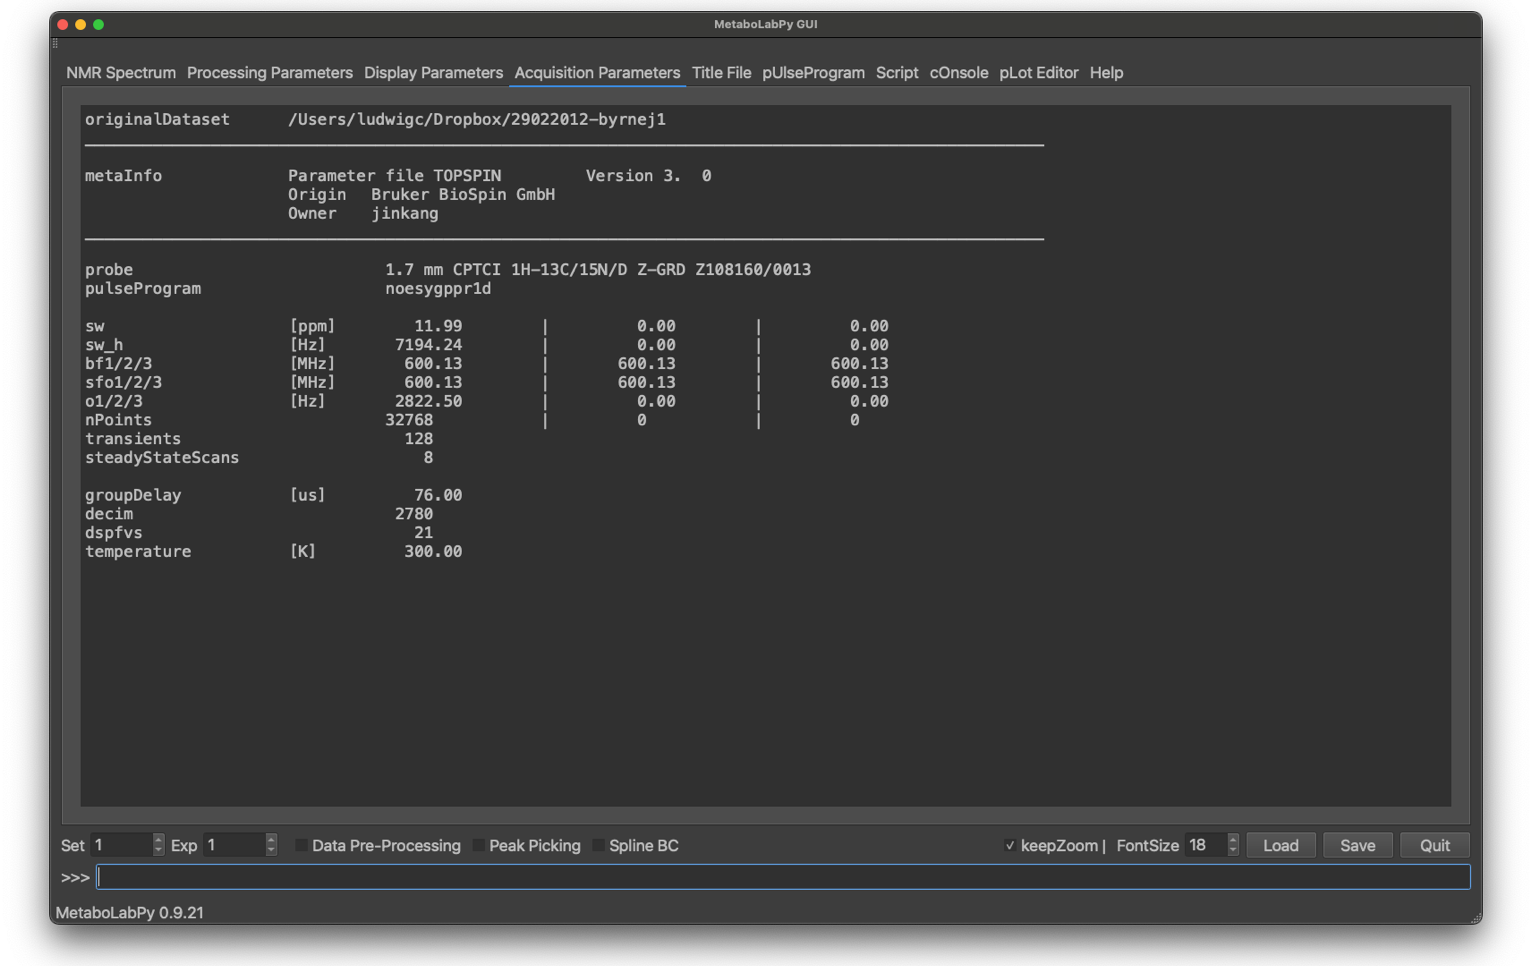 MetaboLabPy GUI
NMR Spectrum Processing Parameters Display Parameters Acquisition Parameters Title File pUlseProgram Script cOnsole pLot Editor Help
originalDataset /Users/ludwigc/Dropbox/29022012-byrnej1
metaInfo Parameter file TOPSPIN Version 3. 0
Origin Bruker BioSpin GmbH
Owner jinkang
probe 1.7 mm CPTCI 1H-13C/15N/D Z-GRD Z108160/0013
pulseProgram noesygppr1d
sw [ppm] 11.99 | 0.00 | 0.00
sw_h [Hz] 7194.24 | 0.00 | 0.00
bf1/2/3 [MHz] 600.13 | 600.13 | 600.13
sfo1/2/3 [MHz] 600.13 | 600.13 | 600.13
o1/2/3 [Hz] 2822.50 | 0.00 | 0.00
nPoints 32768 | 0 | 0
transients 128
steadyStateScans 8
groupDelay [us] 76.00
decim 2780
dspfvs 21
temperature [K] 300.00
Set 1 Exp 1 Data Pre-Processing Peak Picking Spline BC keepZoom | FontSize 18 Load Save Quit
>>>
MetaboLabPy 0.9.21